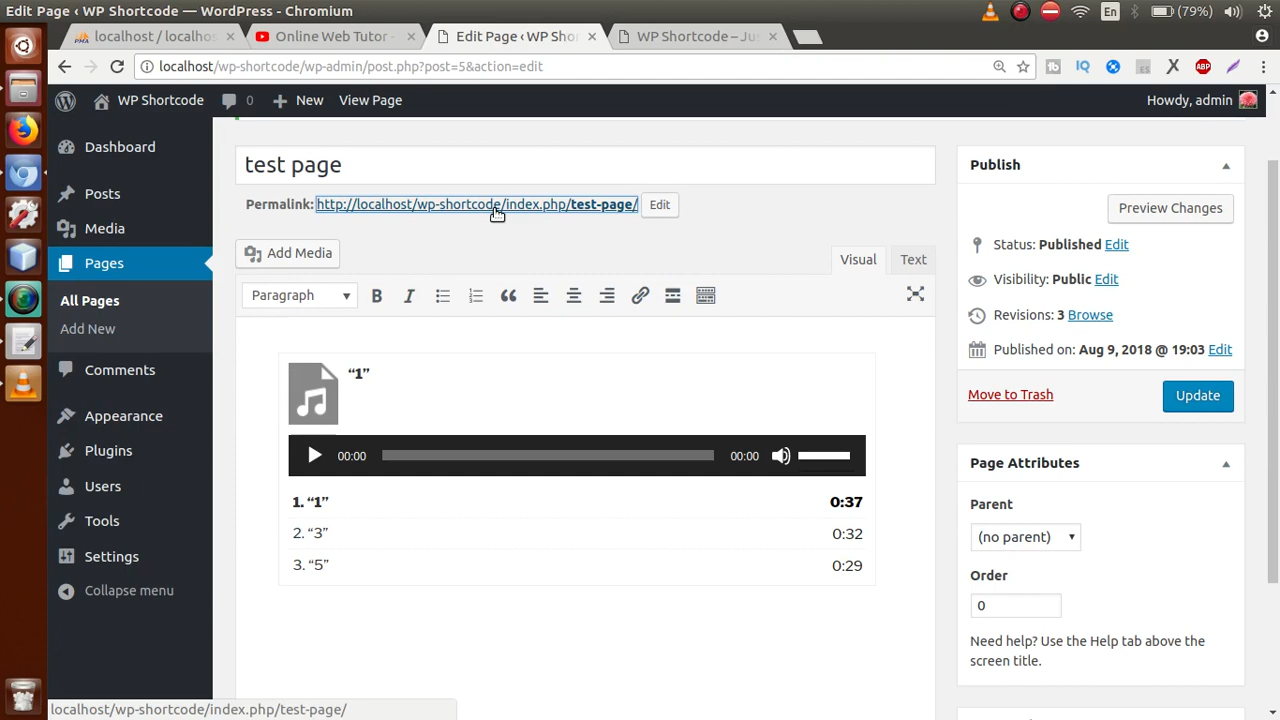 Edit Page ‹ WP Shortcode — WordPress - Chromium
En
(79%)
localhost / localhos
Online Web Tutor -
Edit Page ‹ WP Shor
WP Shortcode – Jus
localhost/wp-shortcode/wp-admin/post.php?post=5&action=edit
WP Shortcode
0
New
View Page
Howdy, admin
Dashboard
Posts
Media
Pages
All Pages
Add New
Comments
Appearance
Plugins
Users
Tools
Settings
Collapse menu
test page
Permalink: http://localhost/wp-shortcode/index.php/test-page/ Edit
Add Media
Visual
Text
Paragraph
“1”
00:00
00:00
1. “1” 0:37
2. “3” 0:32
3. “5” 0:29
Publish
Preview Changes
Status: Published Edit
Visibility: Public Edit
Revisions: 3 Browse
Published on: Aug 9, 2018 @ 19:03 Edit
Move to Trash
Update
Page Attributes
Parent
(no parent)
Order
0
Need help? Use the Help tab above the
screen title.
localhost/wp-shortcode/index.php/test-page/